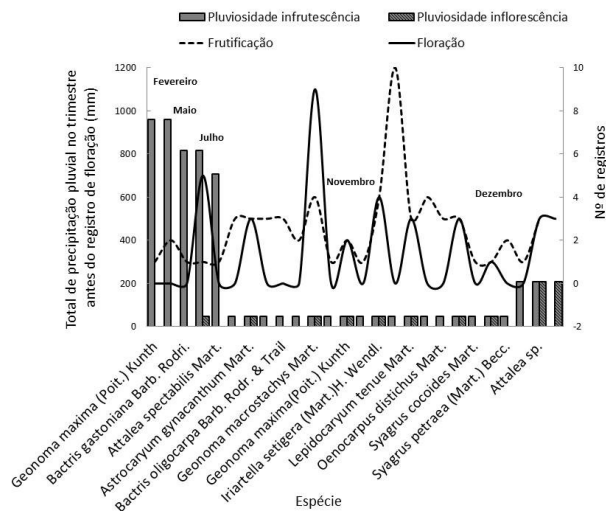 Pluviosidade infrutescência
Pluviosidade inflorescência
Frutificação
Floração
Total de precipitação pluvial no trimestre
antes do registro de floração (mm)
1200
1000
800
600
400
200
0
Fevereiro
Maio
Julho
Novembro
Dezembro
10
8
6
4
2
0
-2
Nº de registros
Geonoma maxima (Poit.) Kunth
Bactris gastoniana Barb. Rodri.
Attalea spectabilis Mart.
Astrocaryum gynacanthum Mart.
Bactris oligocarpa Barb. Rodr. & Trail
Geonoma macrostachys Mart.
Geonoma maxima(Poit.) Kunth
Iriartella setigera (Mart.)H. Wendl.
Lepidocaryum tenue Mart.
Oenocarpus distichus Mart.
Syagrus cocoides Mart.
Syagrus petraea (Mart.) Becc.
Attalea sp.
Espécie